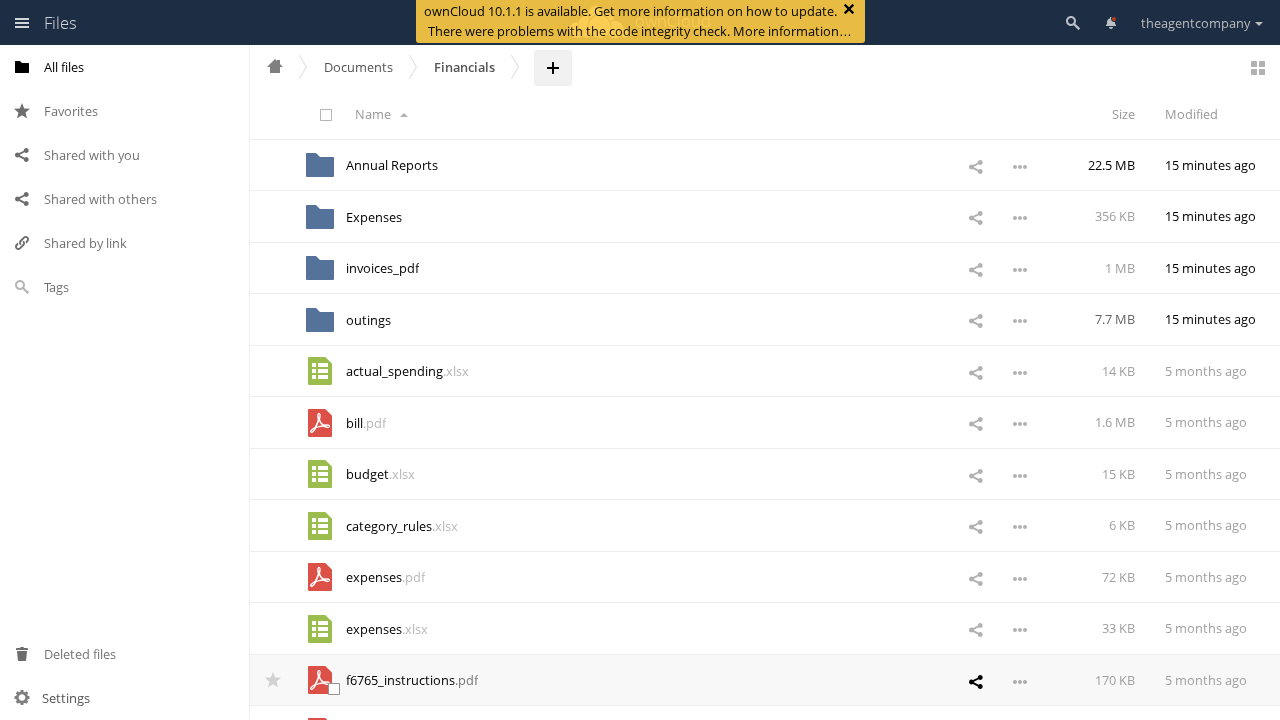 Files
ownCloud 10.1.1 is available. Get more information on how to update.
There were problems with the code integrity check. More information…
theagentcompany
All files
Favorites
Shared with you
Shared with others
Shared by link
Tags
Deleted files
Settings
Documents
Financials
Name
Size
Modified
Annual Reports
22.5 MB
15 minutes ago
Expenses
356 KB
15 minutes ago
invoices_pdf
1 MB
15 minutes ago
outings
7.7 MB
15 minutes ago
actual_spending.xlsx
14 KB
5 months ago
bill.pdf
1.6 MB
5 months ago
budget.xlsx
15 KB
5 months ago
category_rules.xlsx
6 KB
5 months ago
expenses.pdf
72 KB
5 months ago
expenses.xlsx
33 KB
5 months ago
f6765_instructions.pdf
170 KB
5 months ago